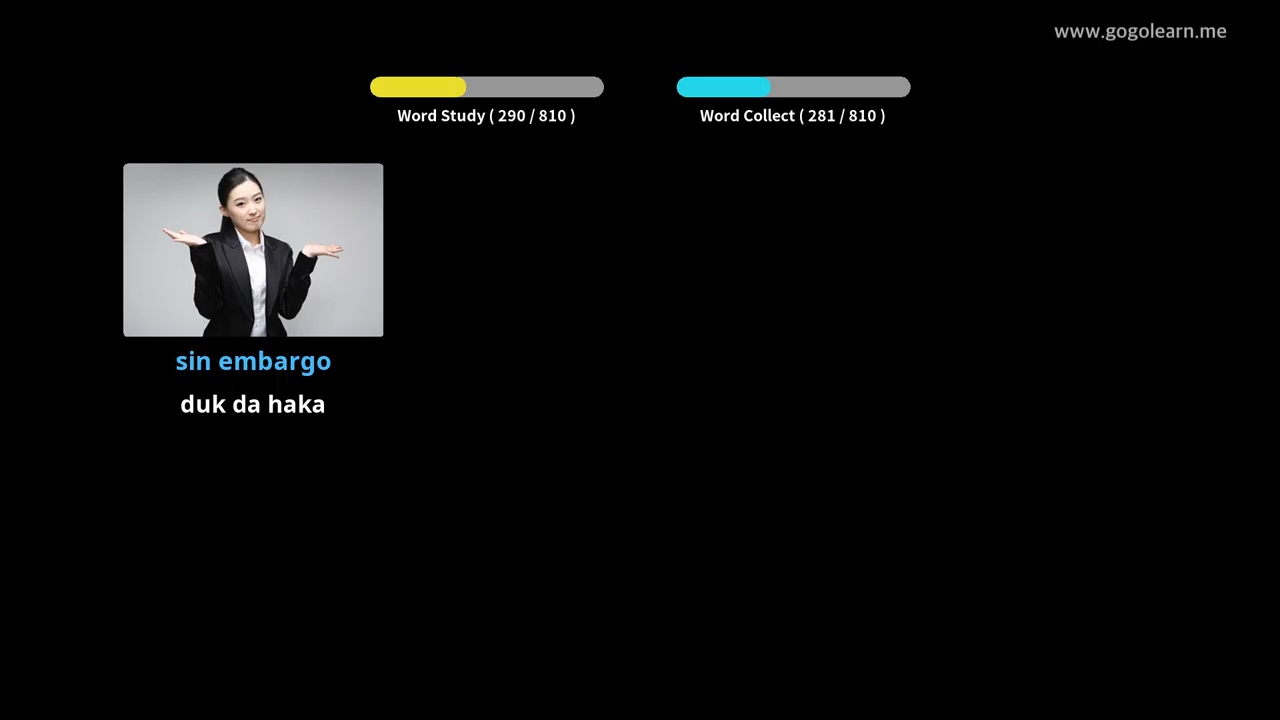 www.gogolearn.me
Word Study ( 290 / 810 )
Word Collect ( 281 / 810 )
sin embargo
duk da haka